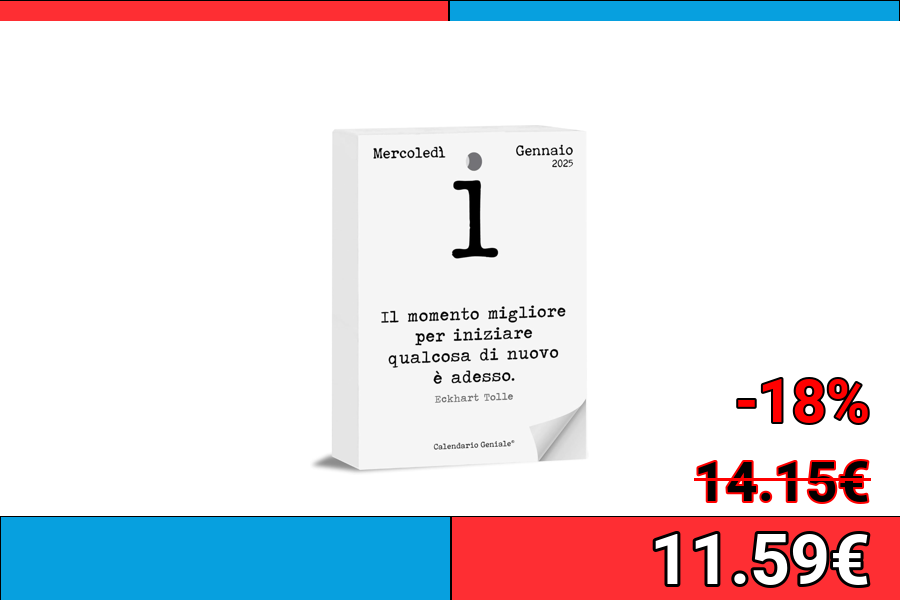 Mercoledì
Gennaio
2025
1
Il momento migliore
per iniziare
qualcosa di nuovo
è adesso.
Eckhart Tolle
Calendario Geniale®
-18%
14.15€
11.59€